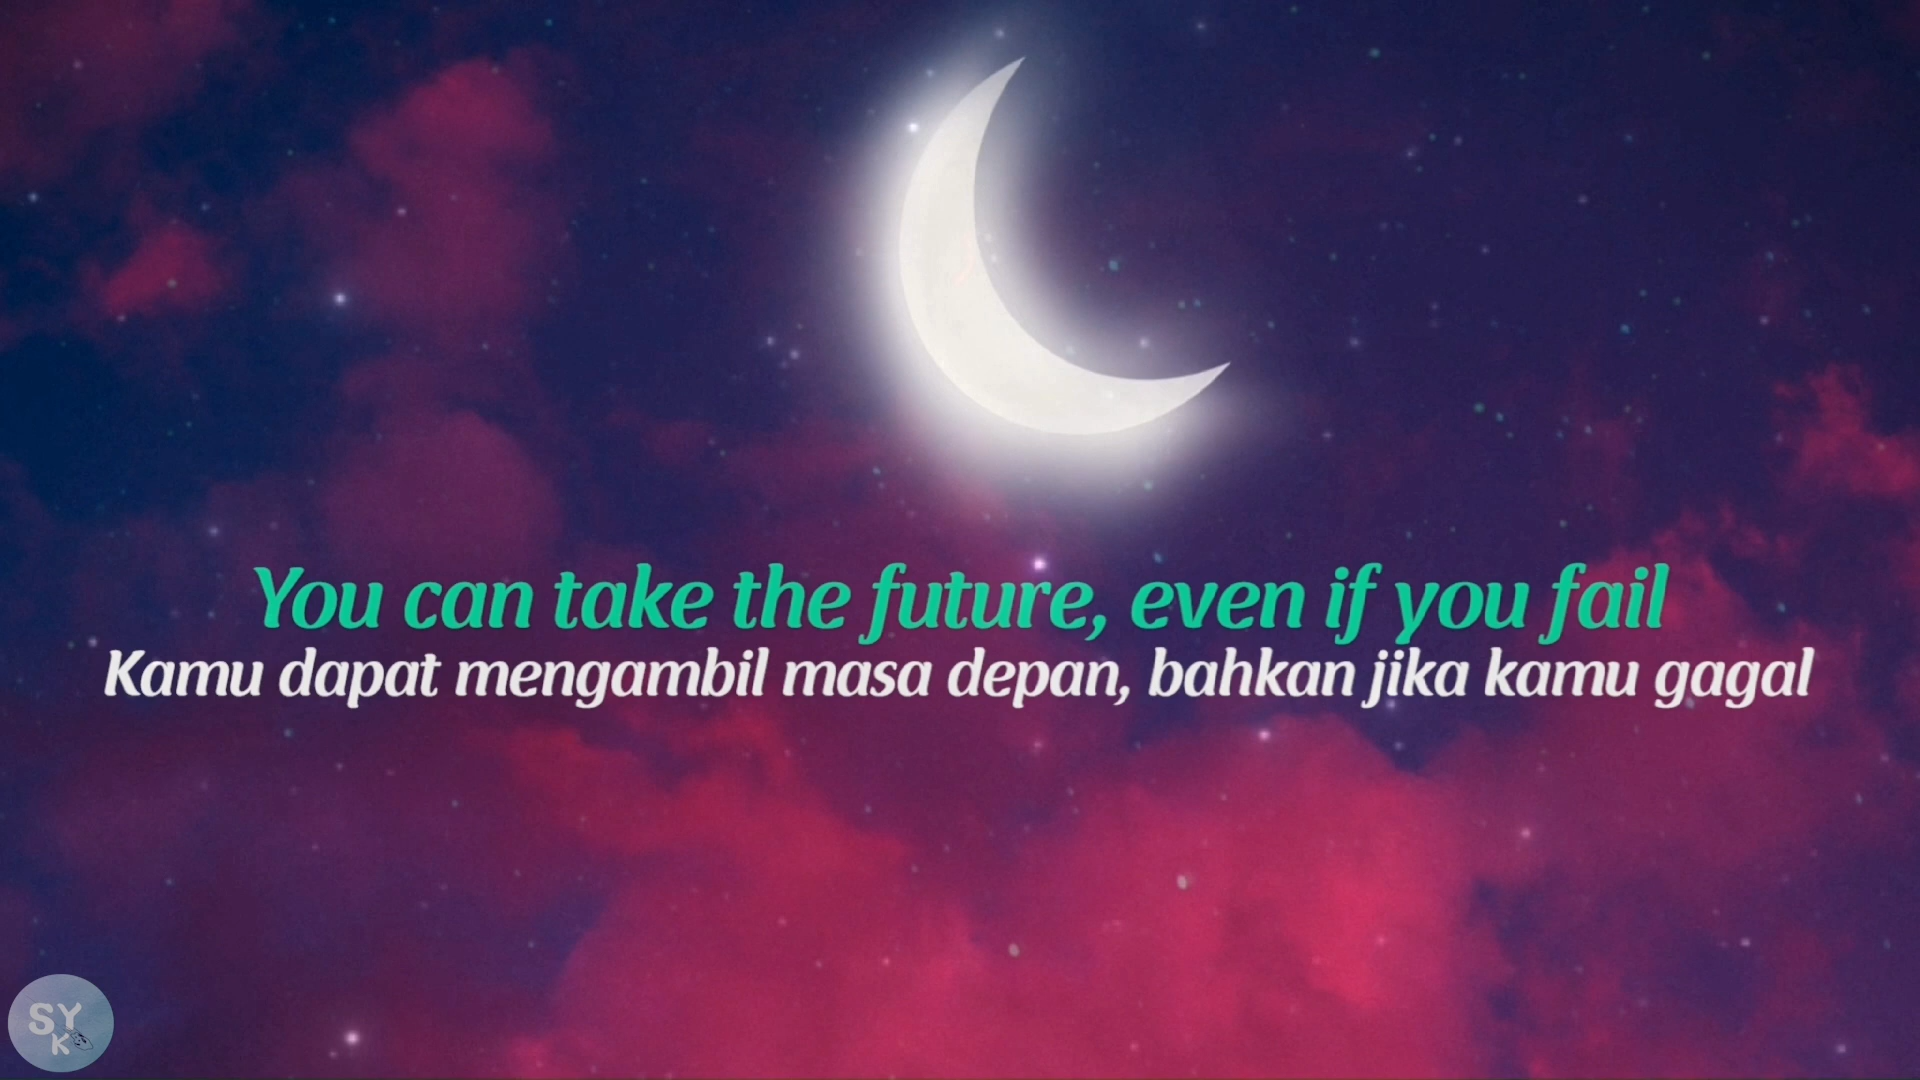 You can take the future, even if you fail
Kamu dapat mengambil masa depan, bahkan jika kamu gagal
SY
K